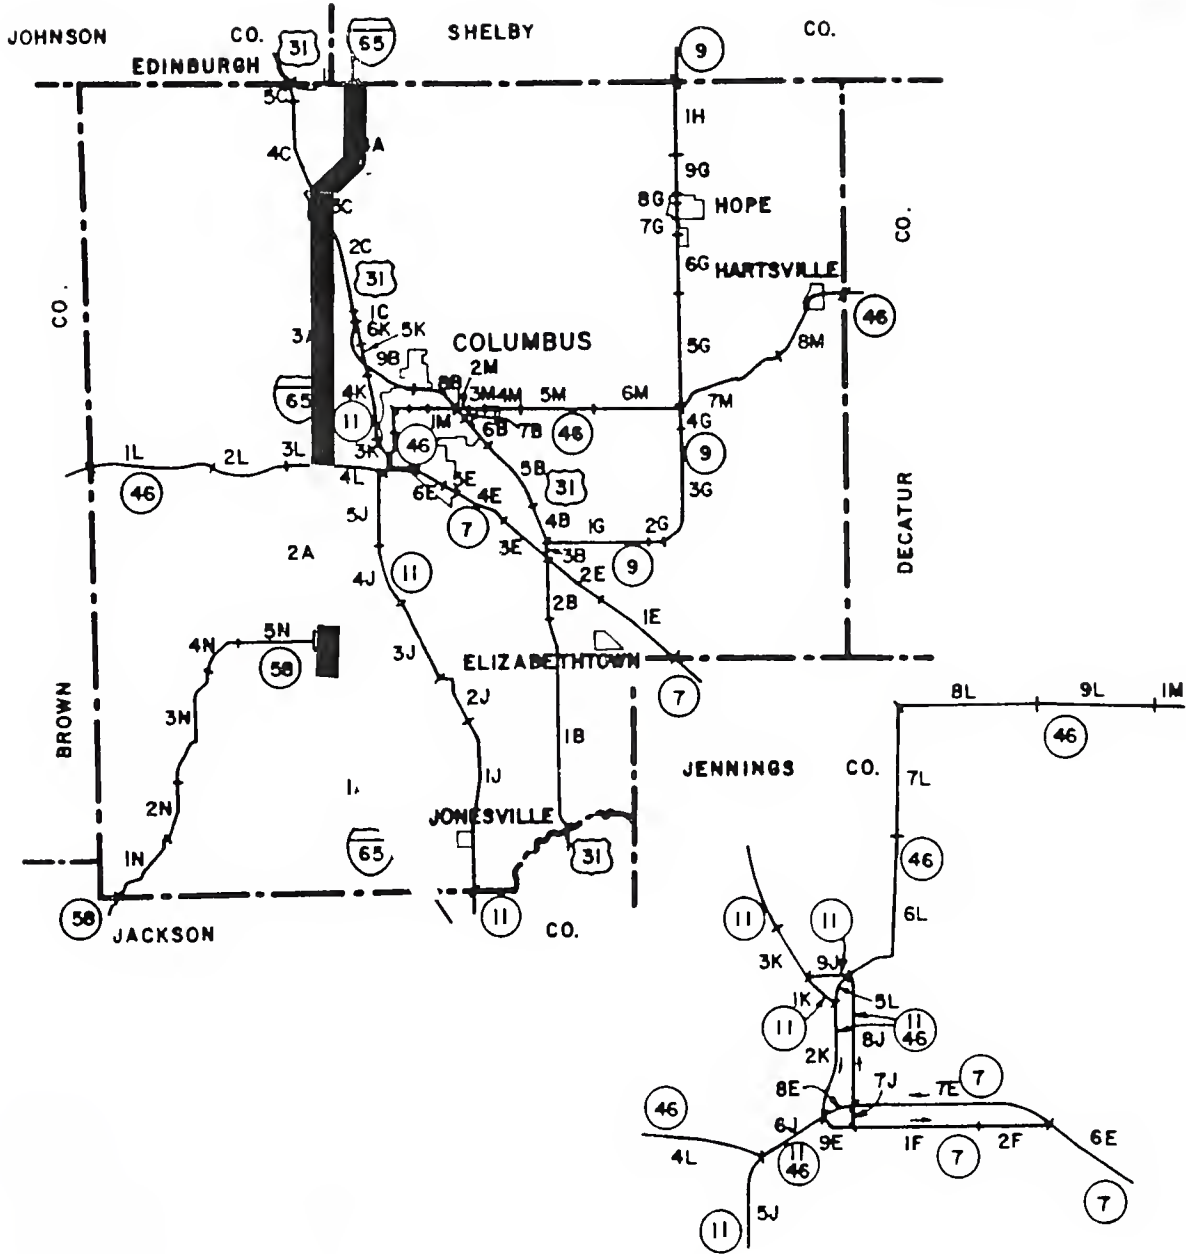 JOHNSON CO. SHELBY CO.
31
65
9
EDINBURGH
5C
4C
3C
2C
31
1C
6K
5K
9B
COLUMBUS
2M
8B
3M
4M
5M
6M
7M
8M
1H
9G
8G
HOPE
7G
6G
HARTSVILLE
46
5G
4G
9
3G
CO.
CO.
65
4K
11
1M
6B
7B
46
46
3K
1L
2L
3L
4L
46
5E
6E
4E
7
5B
31
4B
1G
2G
9
3E
3B
2E
2B
1E
DECATUR
5J
2A
4J
11
3J
4N
5N
58
ELIZABETHTOWN
7
3N
2J
BROWN
1B
1J
2N
JONESVILLE
65
31
1N
58
11
JACKSON CO.
JENNINGS CO.
8L
9L
1M
46
7L
46
6L
11
11
3K
9J
1K
5L
11
11
46
2K
8J
8E
7J
7E
7
46
6J
9E
1F
2F
6E
4L
11
46
7
7
5J
11